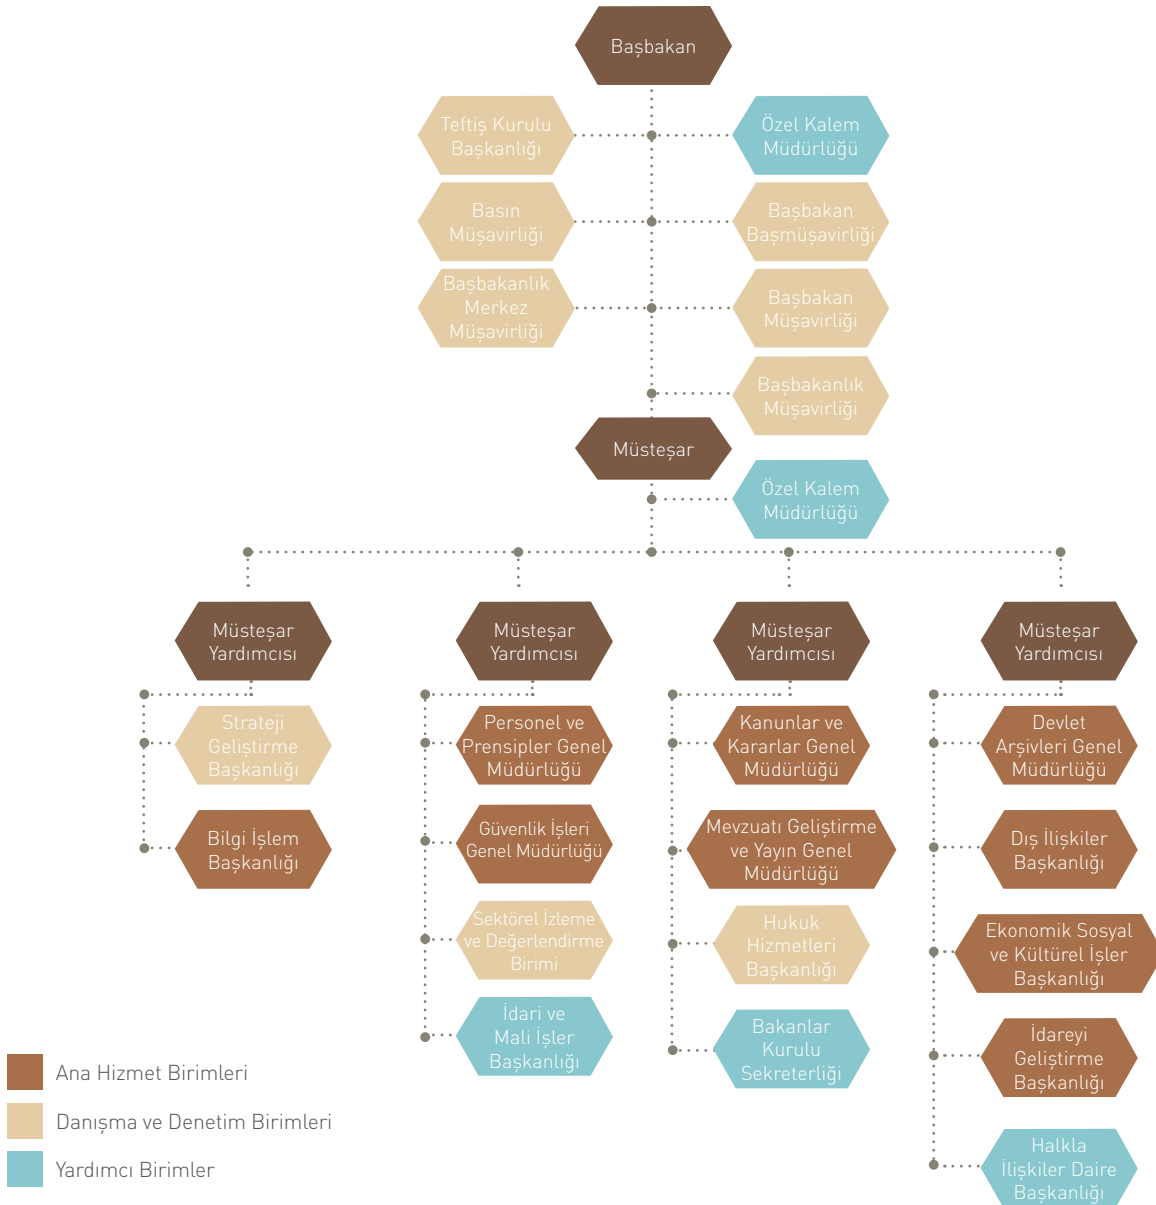 Başbakan
Teftiş Kurulu
Başkanlığı
Özel Kalem
Müdürlüğü
Basın
Müşavirliği
Başbakan
Başmüşavirliği
Başbakanlık
Merkez
Müşavirliği
Başbakan
Müşavirliği
Başbakanlık
Müşavirliği
Müsteşar
Özel Kalem
Müdürlüğü
Müsteşar
Yardımcısı
Müsteşar
Yardımcısı
Müsteşar
Yardımcısı
Müsteşar
Yardımcısı
Strateji
Geliştirme
Başkanlığı
Personel ve
Prensipler Genel
Müdürlüğü
Kanunlar ve
Kararlar Genel
Müdürlüğü
Devlet
Arşivleri Genel
Müdürlüğü
Bilgi İşlem
Başkanlığı
Güvenlik İşleri
Genel Müdürlüğü
Mevzuatı Geliştirme
ve Yayın Genel
Müdürlüğü
Dış İlişkiler
Başkanlığı
Sektörel İzleme
ve Değerlendirme
Birimi
Hukuk
Hizmetleri
Başkanlığı
Ekonomik Sosyal
ve Kültürel İşler
Başkanlığı
İdari ve
Mali İşler
Başkanlığı
Bakanlar
Kurulu
Sekreterliği
İdareyi
Geliştirme
Başkanlığı
Halkla
İlişkiler Daire
Başkanlığı
Ana Hizmet Birimleri
Danışma ve Denetim Birimleri
Yardımcı Birimler